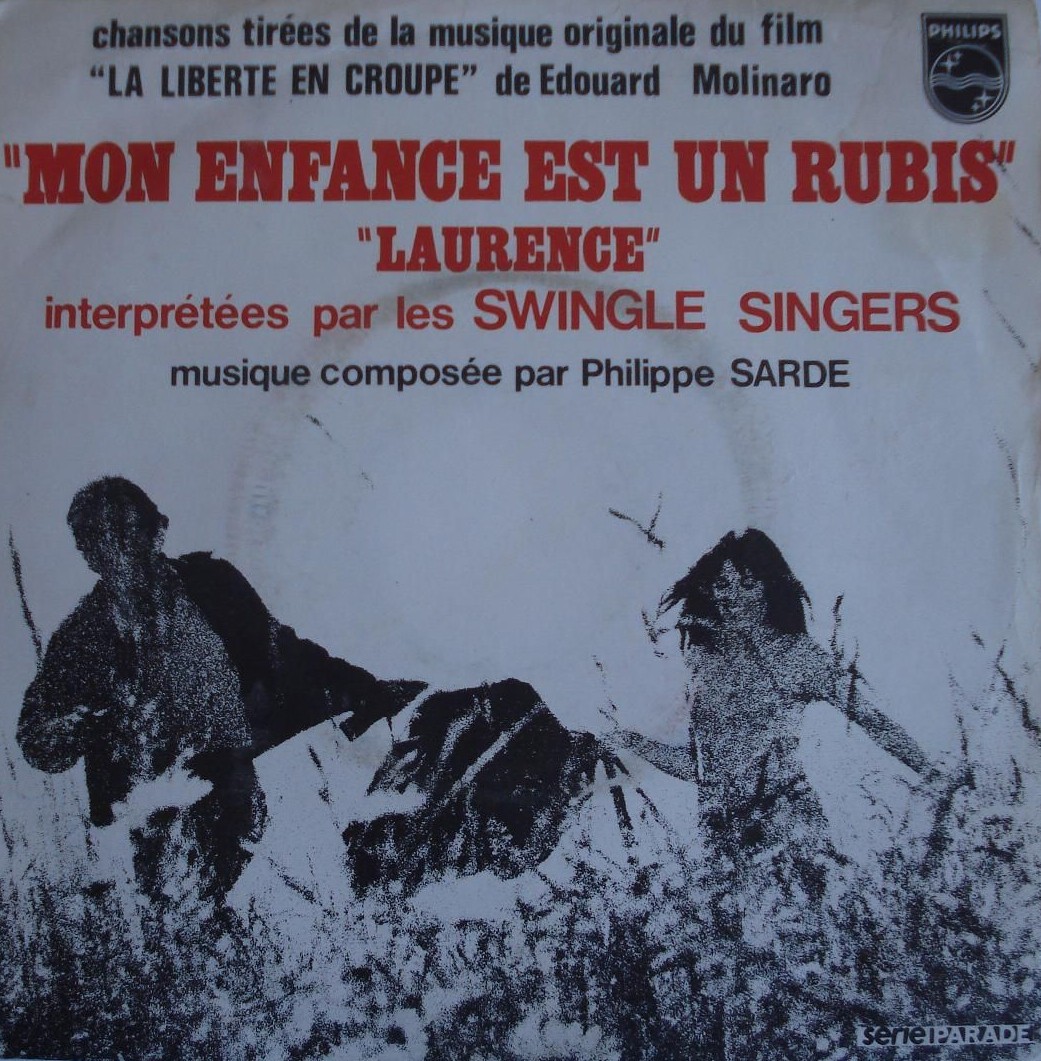 chansons tirées de la musique originale du film
"LA LIBERTE EN CROUPE" de Edouard Molinaro
PHILIPS
"MON ENFANCE EST UN RUBIS"
"LAURENCE"
interprétées par les SWINGLE SINGERS
musique composée par Philippe SARDE
série PARADE